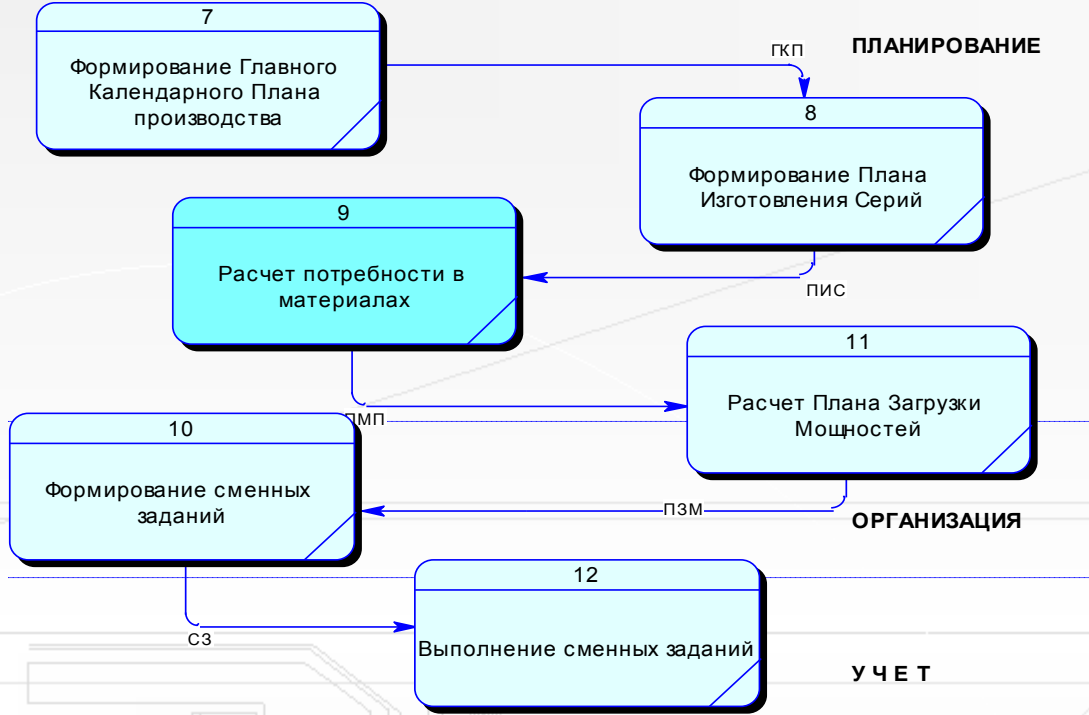 7
Формирование Главного
Календарного Плана
производства
ГКП
ПЛАНИРОВАНИЕ
8
Формирование Плана
Изготовления Серий
9
Расчет потребности в
материалах
ПИС
11
Расчет Плана Загрузки
Мощностей
ПМП
10
Формирование сменных
заданий
ПЗМ
ОРГАНИЗАЦИЯ
12
Выполнение сменных заданий
СЗ
У Ч Е Т